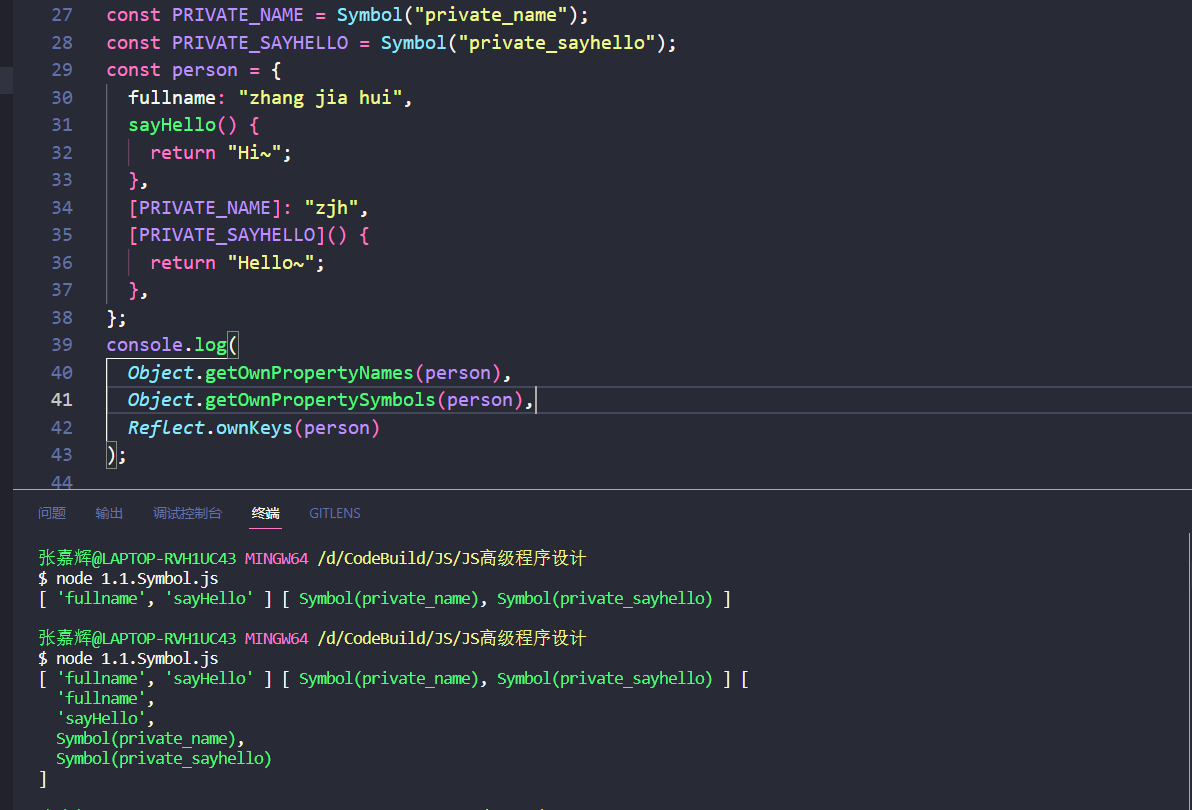 27 const PRIVATE_NAME = Symbol("private_name");
28 const PRIVATE_SAYHELLO = Symbol("private_sayhello");
29 const person = {
30 fullname: "zhang jia hui",
31 sayHello() {
32 return "Hi~";
33 },
34 [PRIVATE_NAME]: "zjh",
35 [PRIVATE_SAYHELLO]() {
36 return "Hello~";
37 },
38 };
39 console.log(
40 Object.getOwnPropertyNames(person),
41 Object.getOwnPropertySymbols(person),
42 Reflect.ownKeys(person)
43 );
44
问题 输出 调试控制台 终端 GITLENS
张嘉辉@LAPTOP-RVH1UC43 MINGW64 /d/CodeBuild/JS/JS高级程序设计
$ node 1.1.Symbol.js
[ 'fullname', 'sayHello' ] [ Symbol(private_name), Symbol(private_sayhello) ]
张嘉辉@LAPTOP-RVH1UC43 MINGW64 /d/CodeBuild/JS/JS高级程序设计
$ node 1.1.Symbol.js
[ 'fullname', 'sayHello' ] [ Symbol(private_name), Symbol(private_sayhello) ] [
'fullname',
'sayHello',
Symbol(private_name),
Symbol(private_sayhello)
]